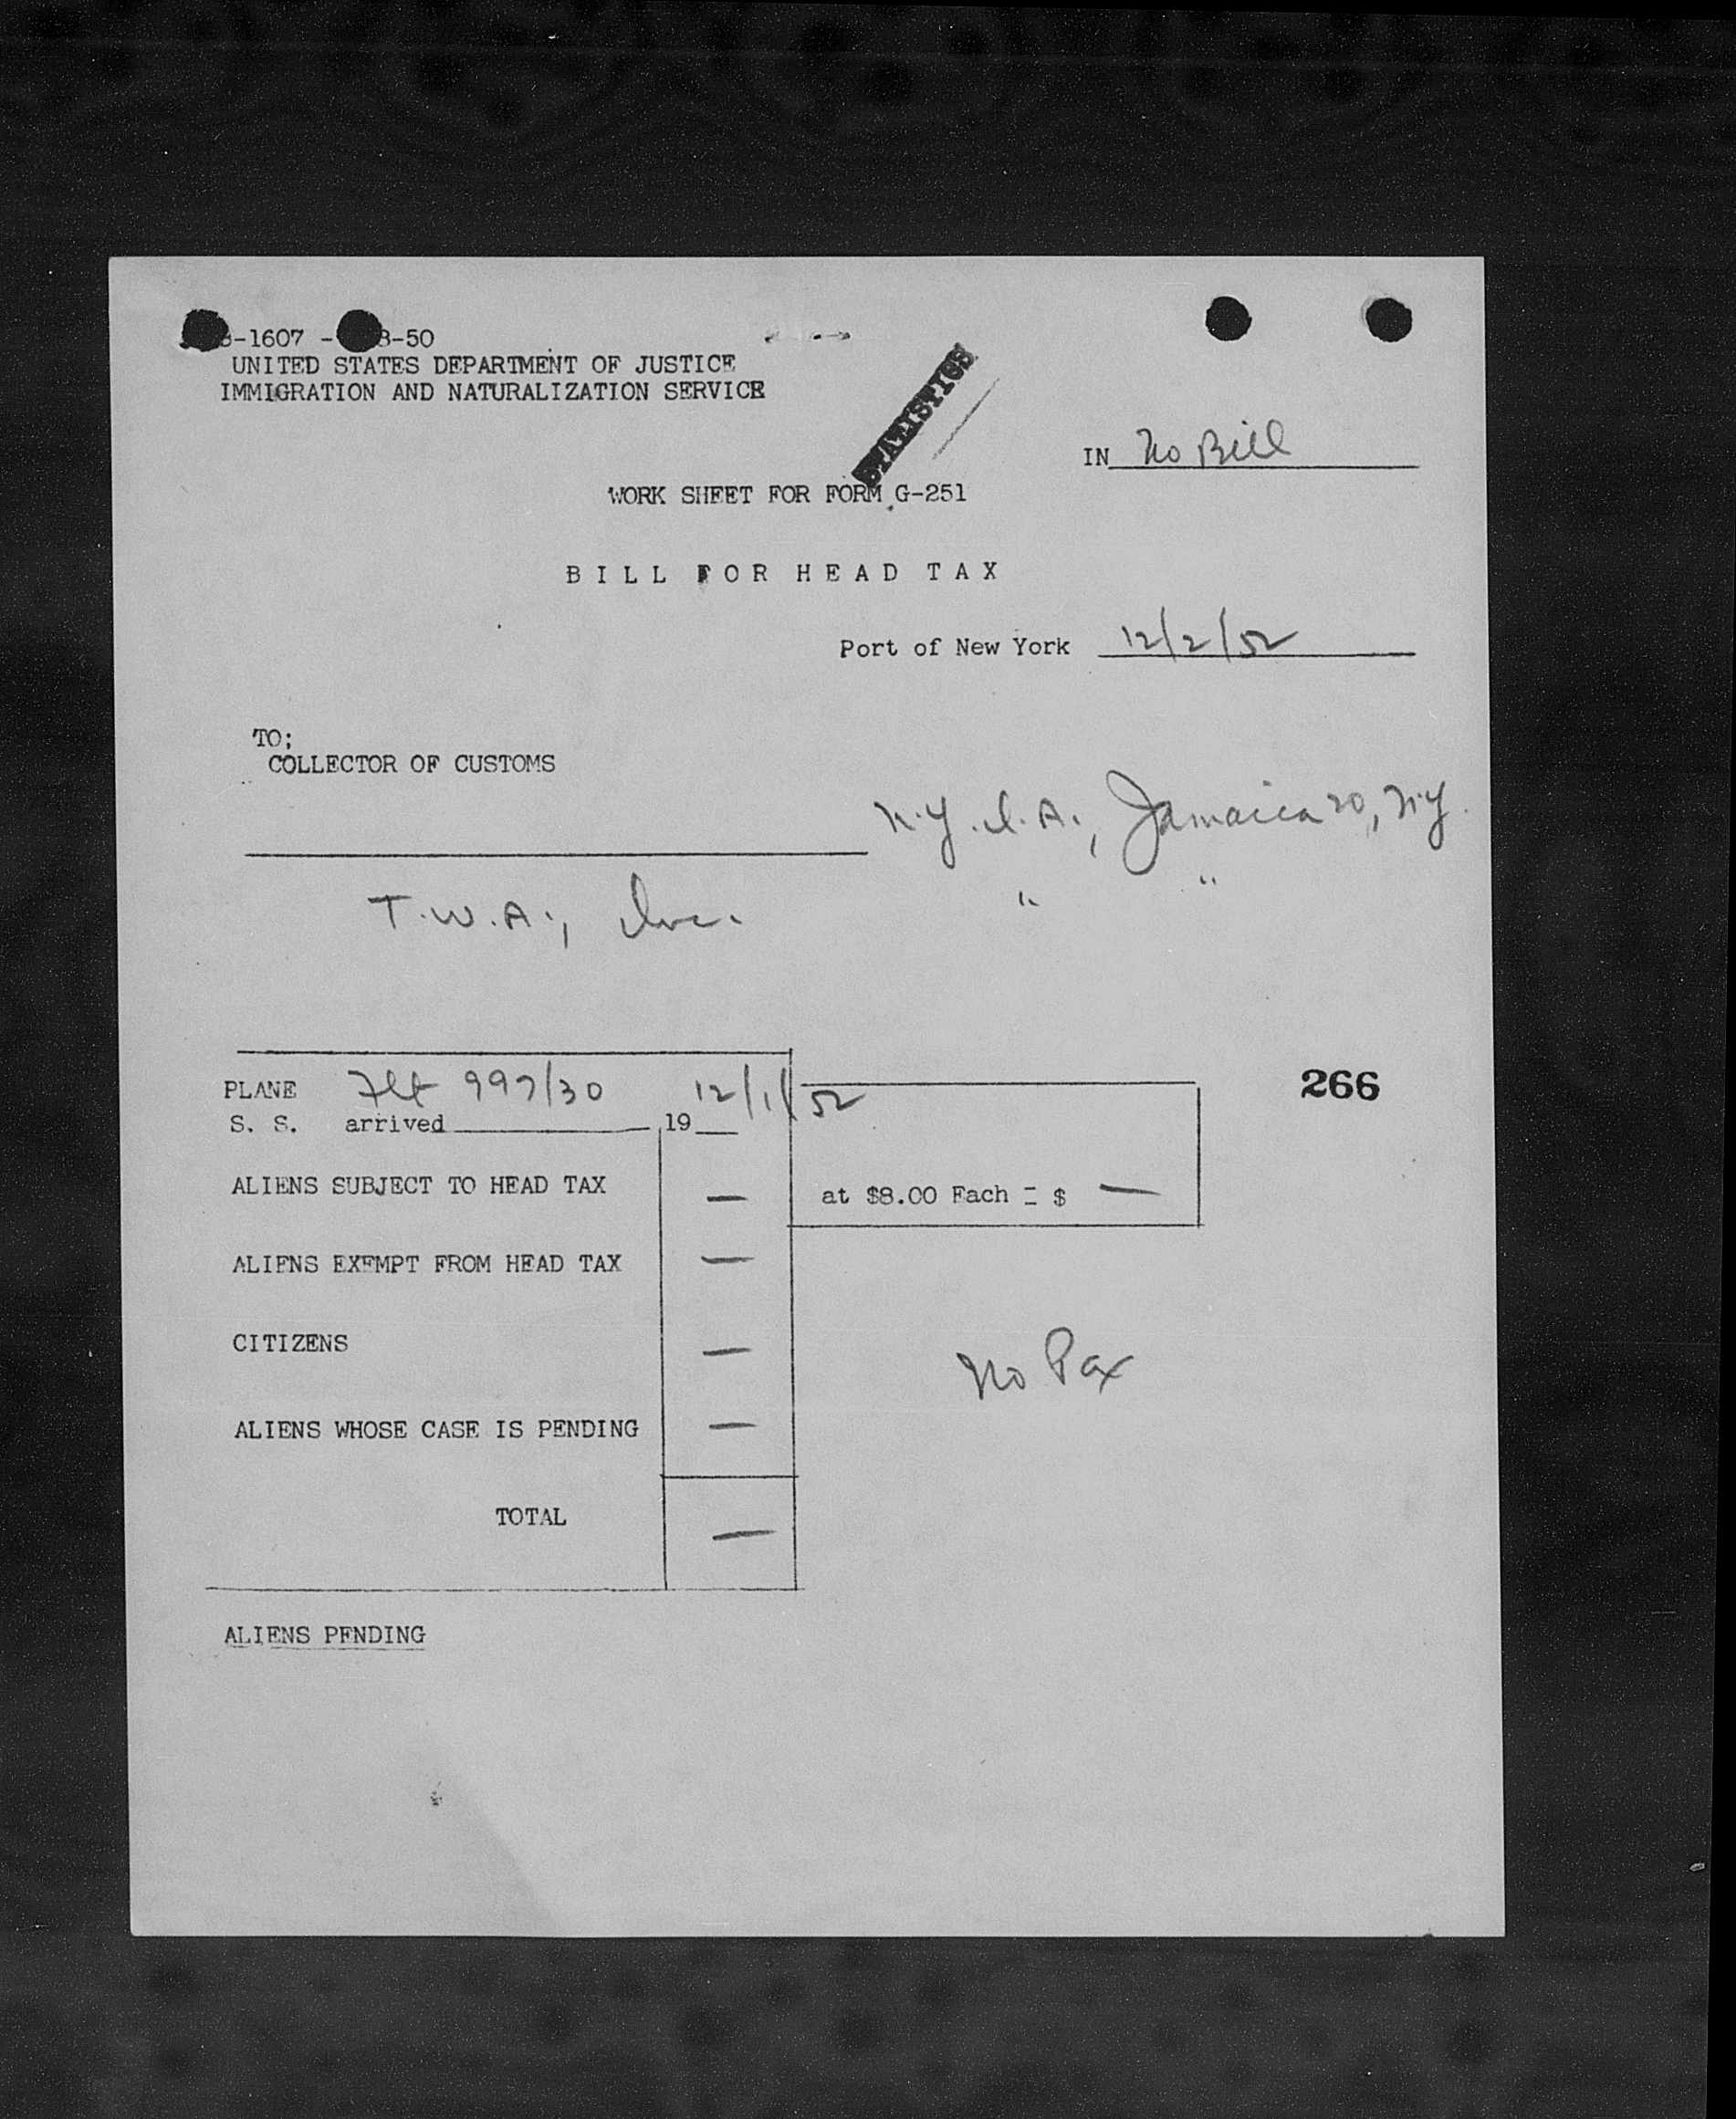 -1607 - 8-50
UNITED STATES DEPARTMENT OF JUSTICE
IMMIGRATION AND NATURALIZATION SERVICE
STATISTICS
IN No Bill
WORK SHEET FOR FORM G-251
BILL FOR HEAD TAX
Port of New York 12/2/52
TO;
COLLECTOR OF CUSTOMS
N.Y.I.A., Jamaica 20, N.Y.
T.W.A., Inc. " "
PLANE Flt 997/30 12/1/52
S. S. arrived 19
266
ALIENS SUBJECT TO HEAD TAX — at $8.00 Each = $ —
ALIENS EXEMPT FROM HEAD TAX —
CITIZENS —
No Pax
ALIENS WHOSE CASE IS PENDING —
TOTAL —
ALIENS PENDING